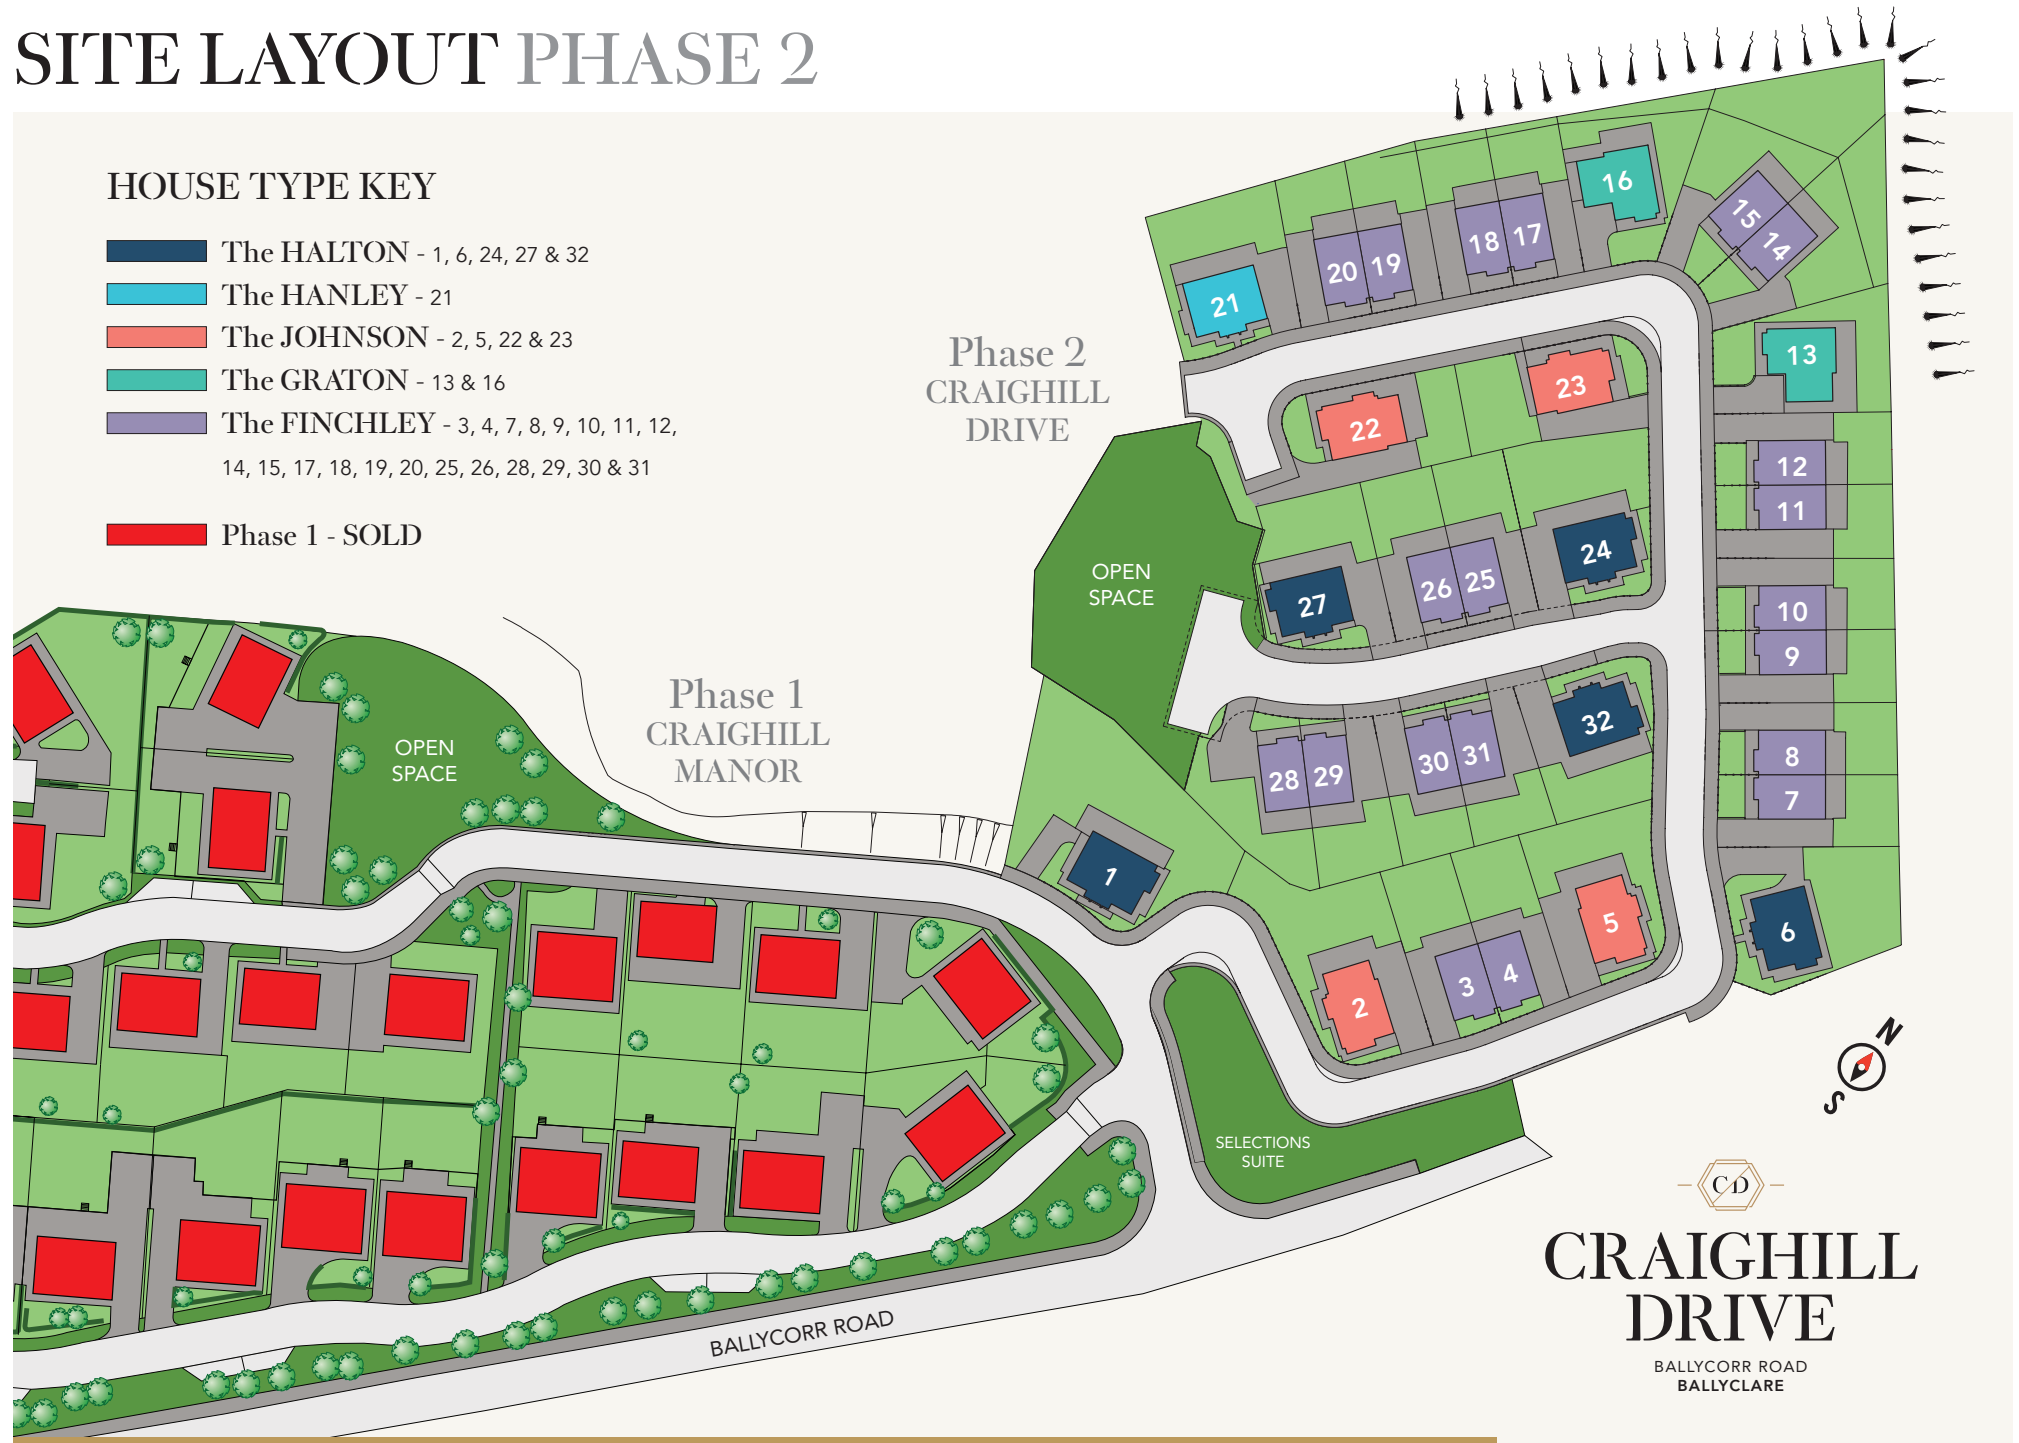 SITE LAYOUT PHASE 2
HOUSE TYPE KEY
The HALTON - 1, 6, 24, 27 & 32
The HANLEY - 21
The JOHNSON - 2, 5, 22 & 23
The GRATON - 13 & 16
The FINCHLEY - 3, 4, 7, 8, 9, 10, 11, 12,
14, 15, 17, 18, 19, 20, 25, 26, 28, 29, 30 & 31
Phase 1 - SOLD
Phase 2
CRAIGHILL
DRIVE
Phase 1
CRAIGHILL
MANOR
OPEN
SPACE
OPEN
SPACE
16
15
14
18 17
20 19
21
13
23
22
12
11
24
26 25
27
10
9
32
30 31
28 29
8
7
1
6
5
3 4
2
SELECTIONS
SUITE
BALLYCORR ROAD
N
S
CD
CRAIGHILL
DRIVE
BALLYCORR ROAD
BALLYCLARE